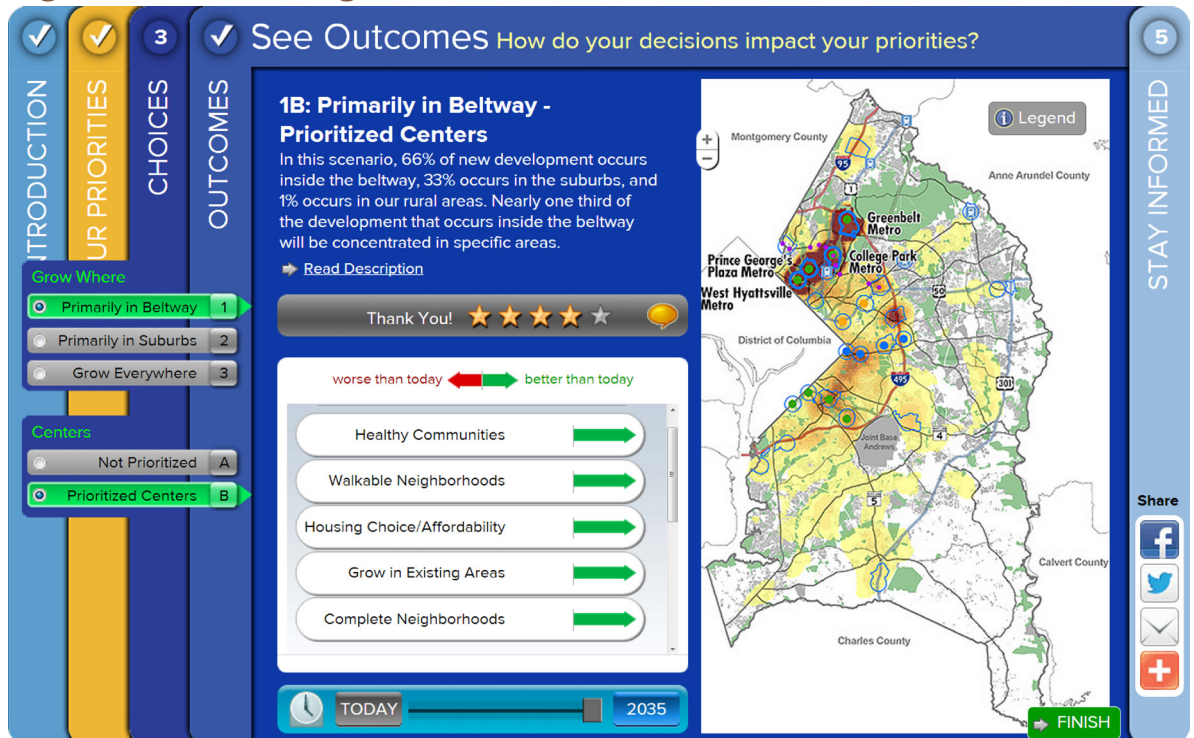 See Outcomes How do your decisions impact your priorities?
INTRODUCTION
UR PRIORITIES
3
CHOICES
OUTCOMES
1B: Primarily in Beltway -
Prioritized Centers
In this scenario, 66% of new development occurs
inside the beltway, 33% occurs in the suburbs, and
1% occurs in our rural areas. Nearly one third of
the development that occurs inside the beltway
will be concentrated in specific areas.
Read Description
Thank You!
worse than today
better than today
Healthy Communities
Walkable Neighborhoods
Housing Choice/Affordability
Grow in Existing Areas
Complete Neighborhoods
TODAY
2035
Grow Where
Primarily in Beltway 1
Primarily in Suburbs 2
Grow Everywhere 3
Centers
Not Prioritized A
Prioritized Centers B
+
−
i Legend
Montgomery County
95
1
Anne Arundel County
Greenbelt
Metro
Prince George's
Plaza Metro
College Park
Metro
West Hyattsville
Metro
50
District of Columbia
495
301
Joint Base
Andrews
4
5
Calvert County
Charles County
FINISH
5
STAY INFORMED
Share
f